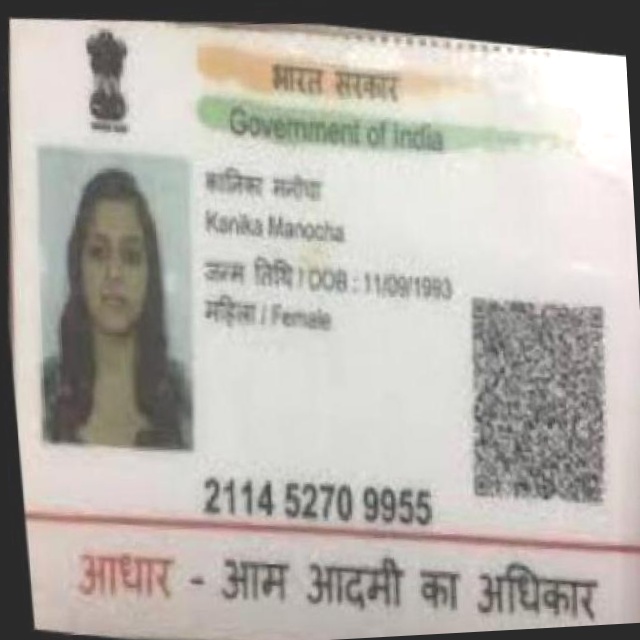 भारत सरकार
Government of India
कानिका मनोचा
Kanika Manocha
जन्म तिथि / DOB : 11/09/1993
महिला / Female
2114 5270 9955
आधार - आम आदमी का अधिकार